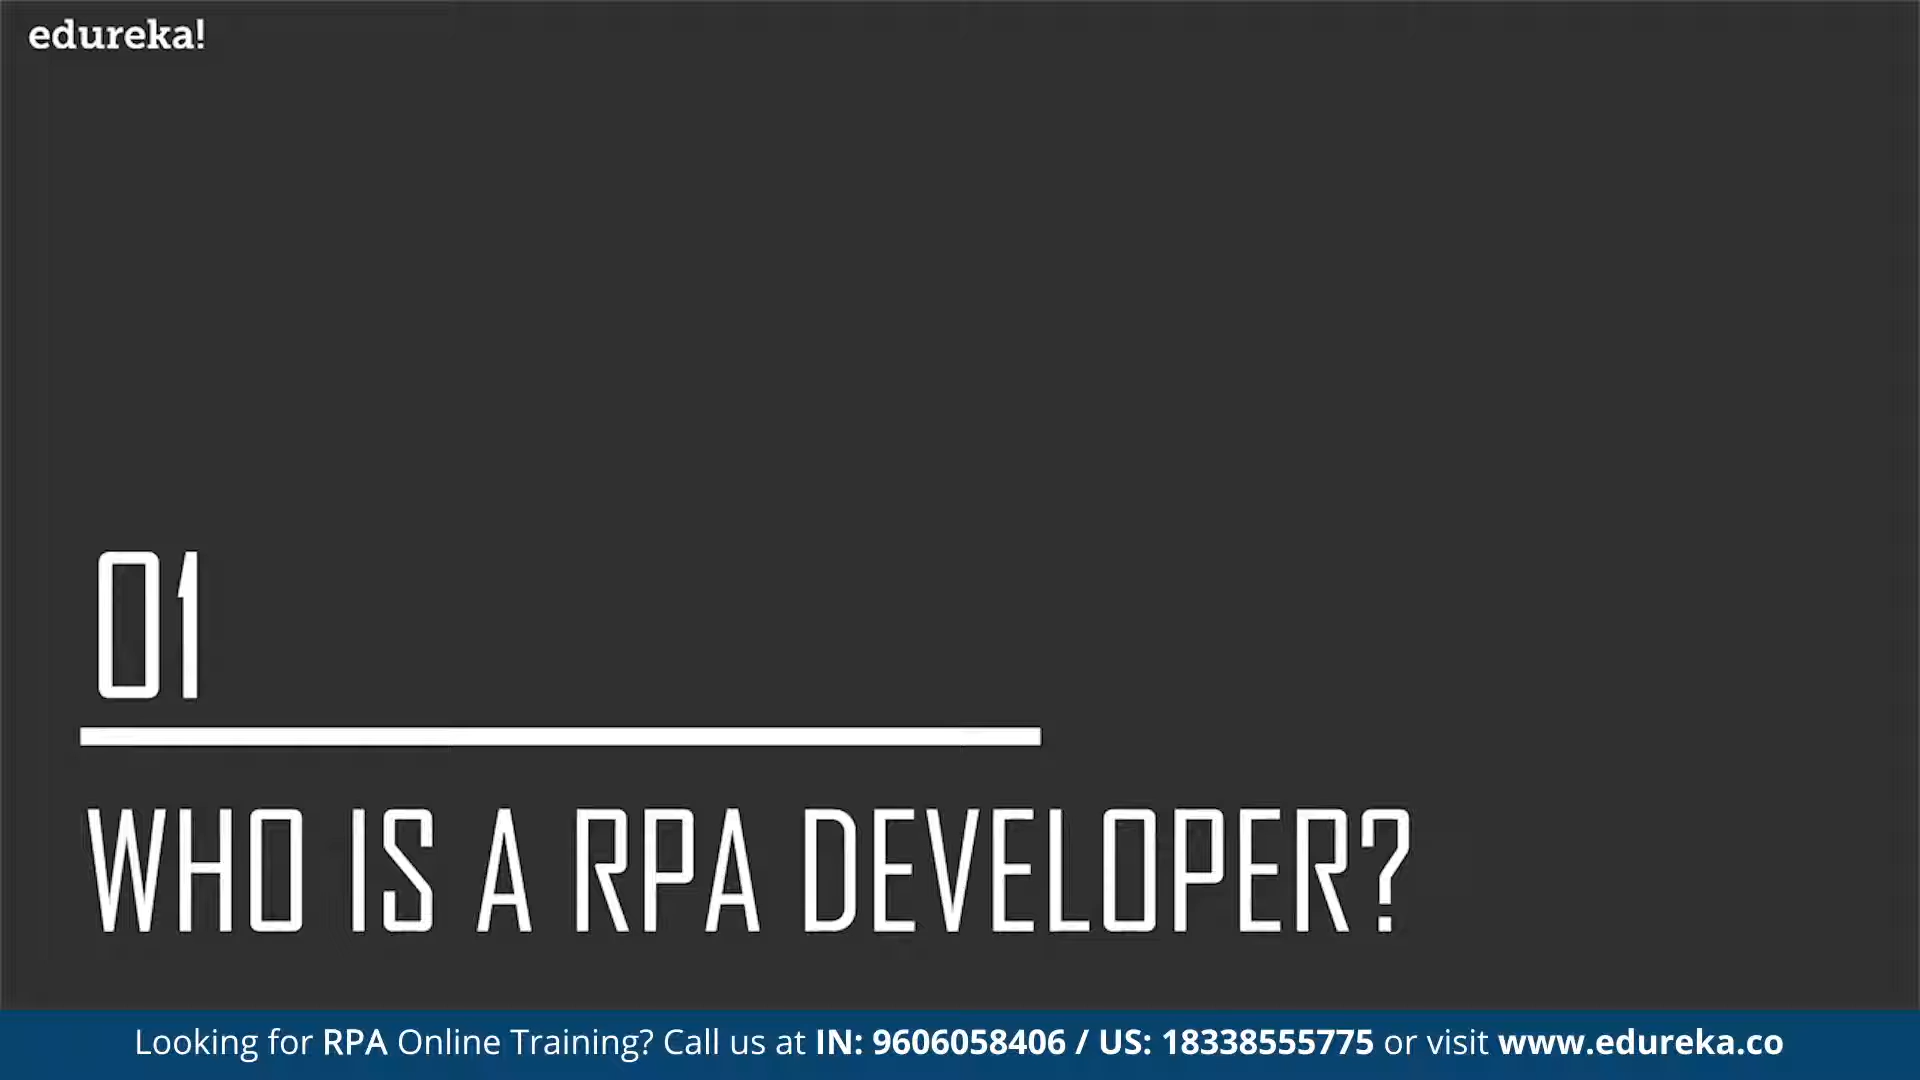 edureka!
01
WHO IS A RPA DEVELOPER?
Looking for RPA Online Training? Call us at IN: 9606058406 / US: 18338555775 or visit www.edureka.co